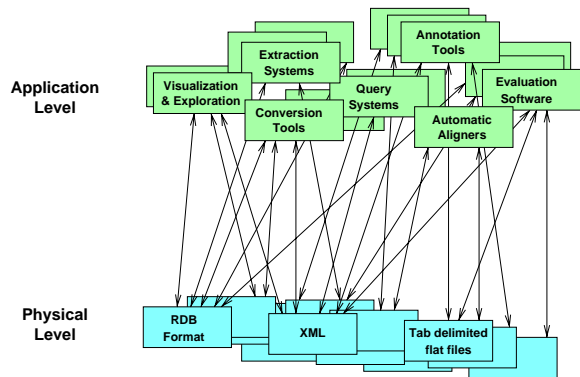 Annotation
Tools
Extraction
Systems
Application
Level
Visualization
& Exploration
Query
Systems
Evaluation
Software
Conversion
Tools
Automatic
Aligners
Physical
Level
RDB
Format
XML
Tab delimited
flat files